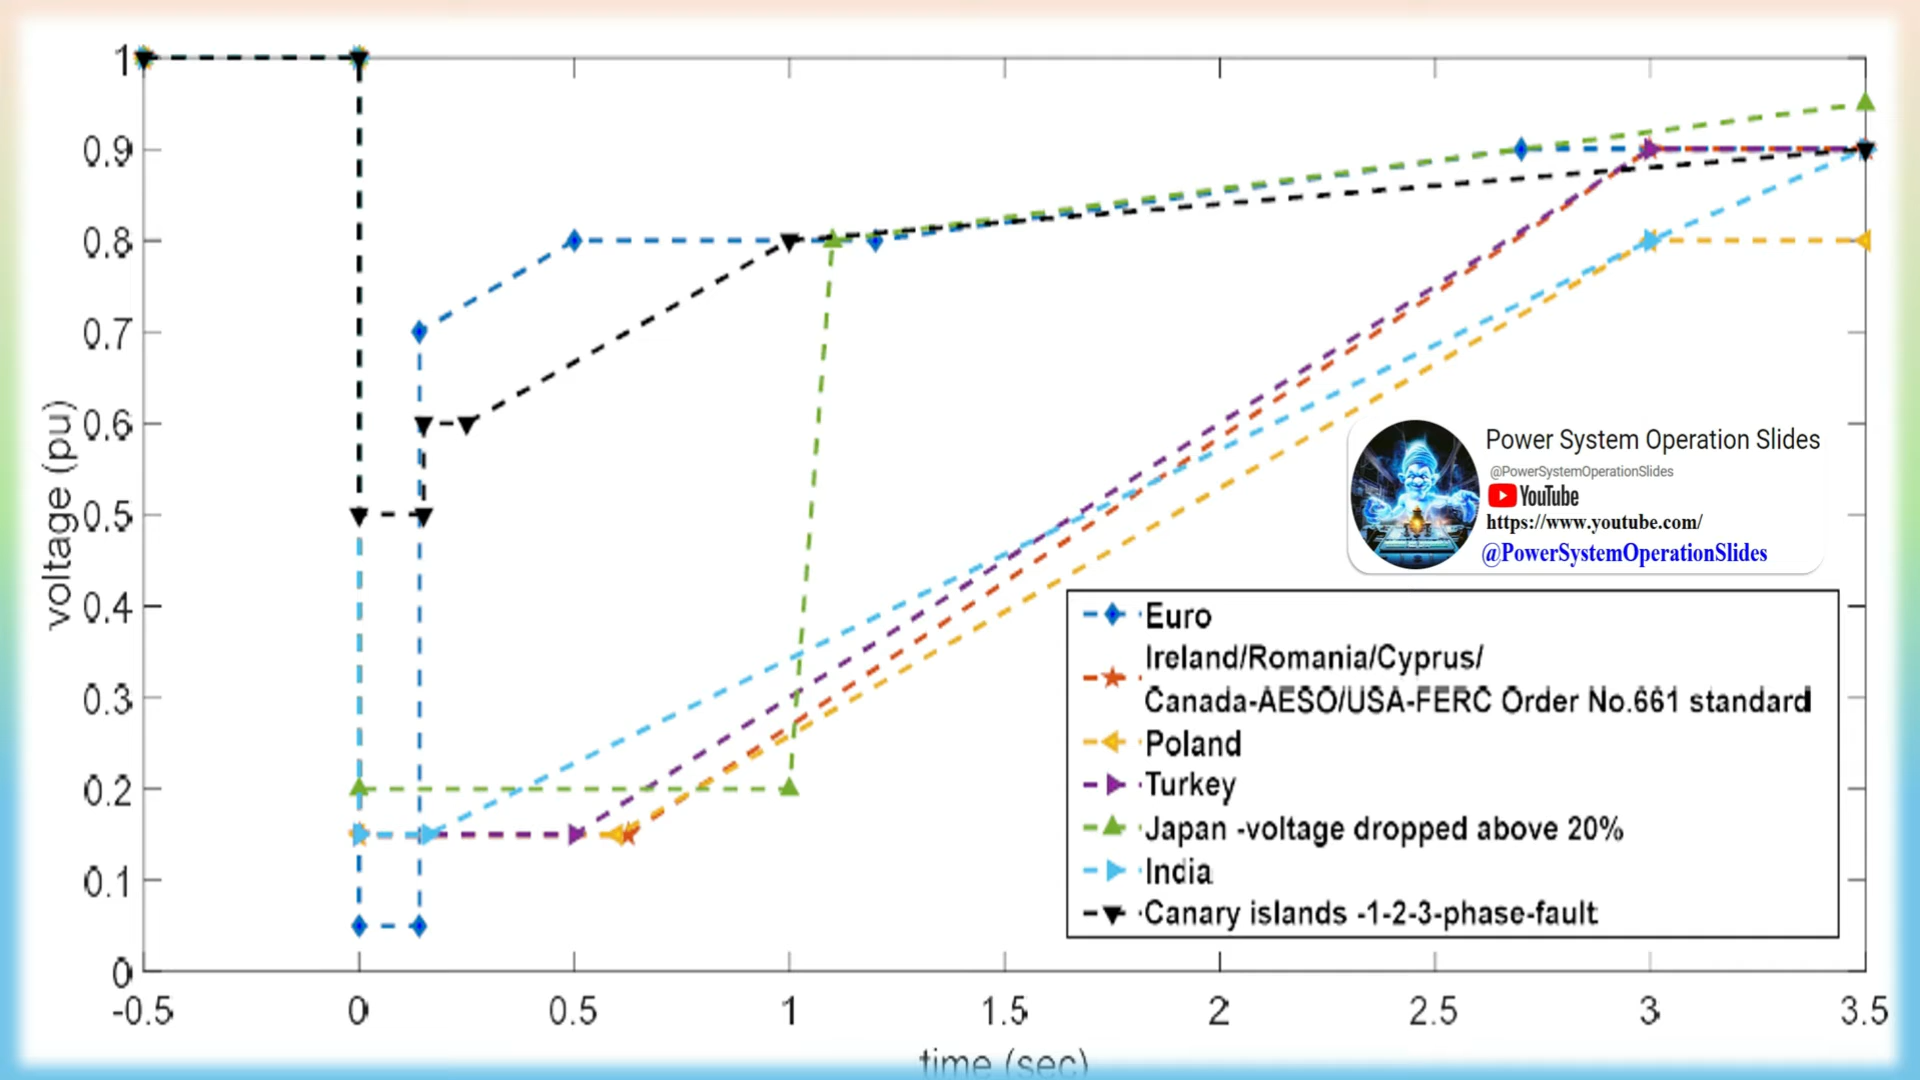 1
0.9
0.8
0.7
0.6
0.5
0.4
0.3
0.2
0.1
0
voltage (pu)
-0.5 0 0.5 1 1.5 2 2.5 3 3.5
time (sec)
Power System Operation Slides
@PowerSystemOperationSlides
YouTube
https://www.youtube.com/
@PowerSystemOperationSlides
Euro
Ireland/Romania/Cyprus/
Canada-AESO/USA-FERC Order No.661 standard
Poland
Turkey
Japan -voltage dropped above 20%
India
Canary islands -1-2-3-phase-fault